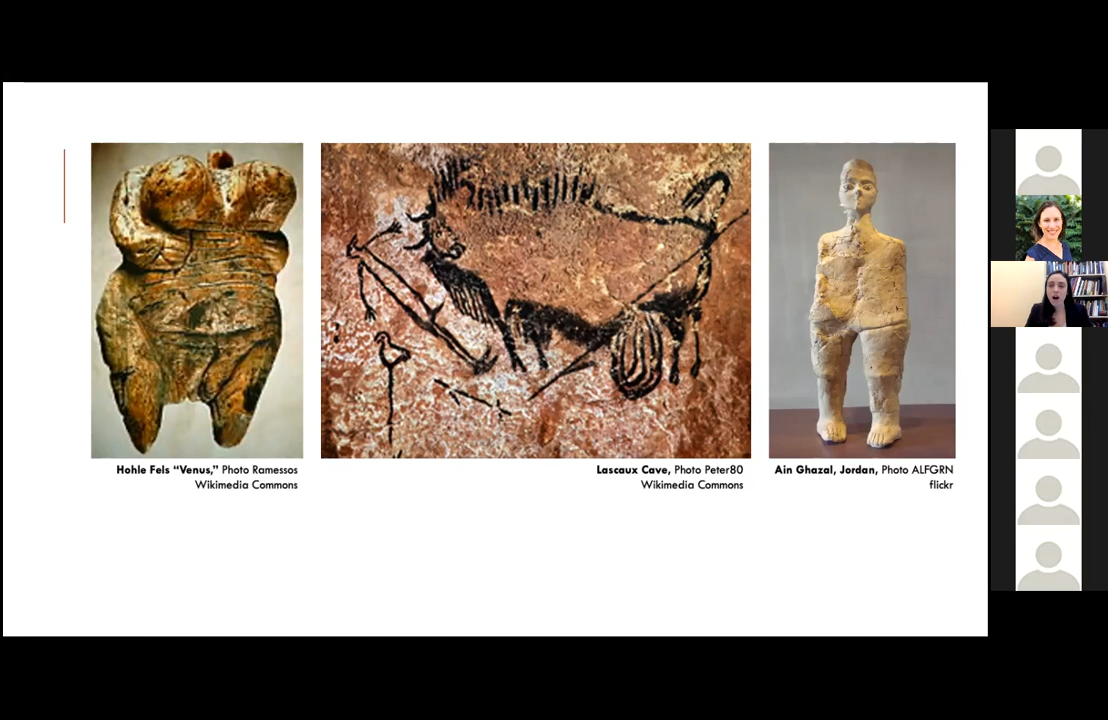 Hohle Fels “Venus,” Photo Ramessos
Wikimedia Commons
Lascaux Cave, Photo Peter80
Wikimedia Commons
Ain Ghazal, Jordan, Photo ALFGRN
flickr